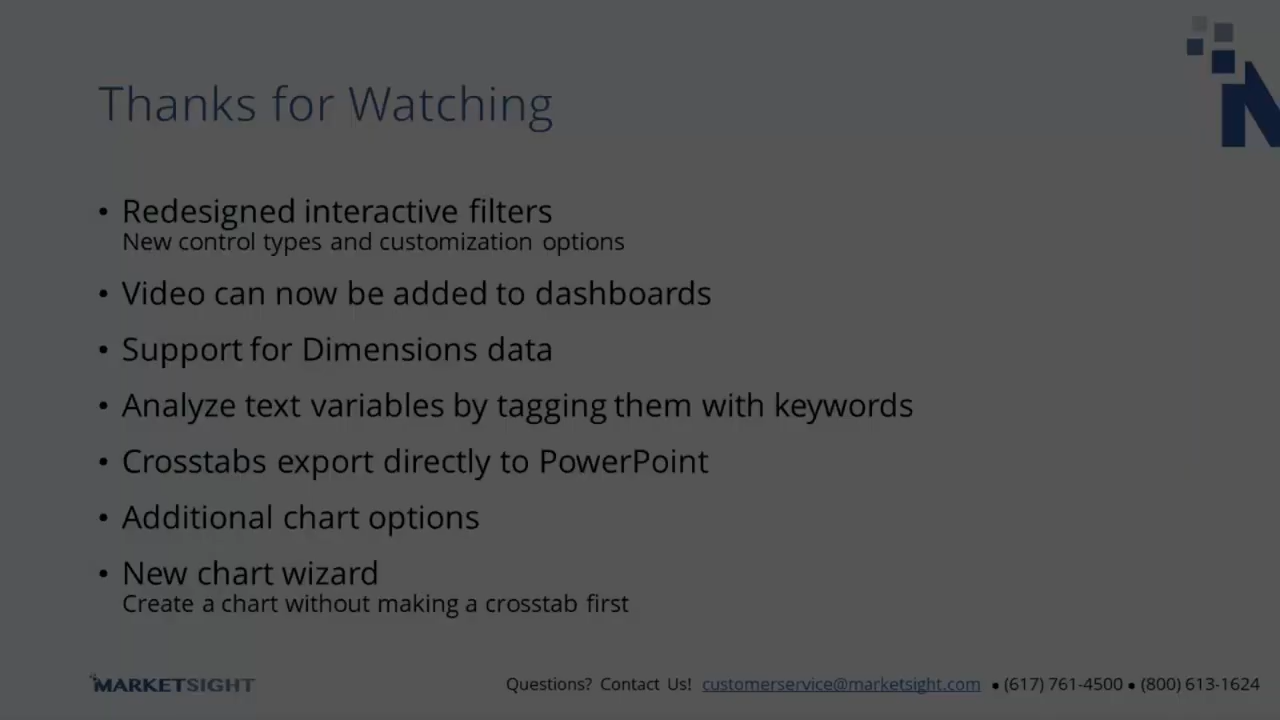 Thanks for Watching
• Redesigned interactive filters
New control types and customization options
• Video can now be added to dashboards
• Support for Dimensions data
• Analyze text variables by tagging them with keywords
• Crosstabs export directly to PowerPoint
• Additional chart options
• New chart wizard
Create a chart without making a crosstab first
MARKETSIGHT
Questions? Contact Us! customerservice@marketsight.com • (617) 761-4500 • (800) 613-1624